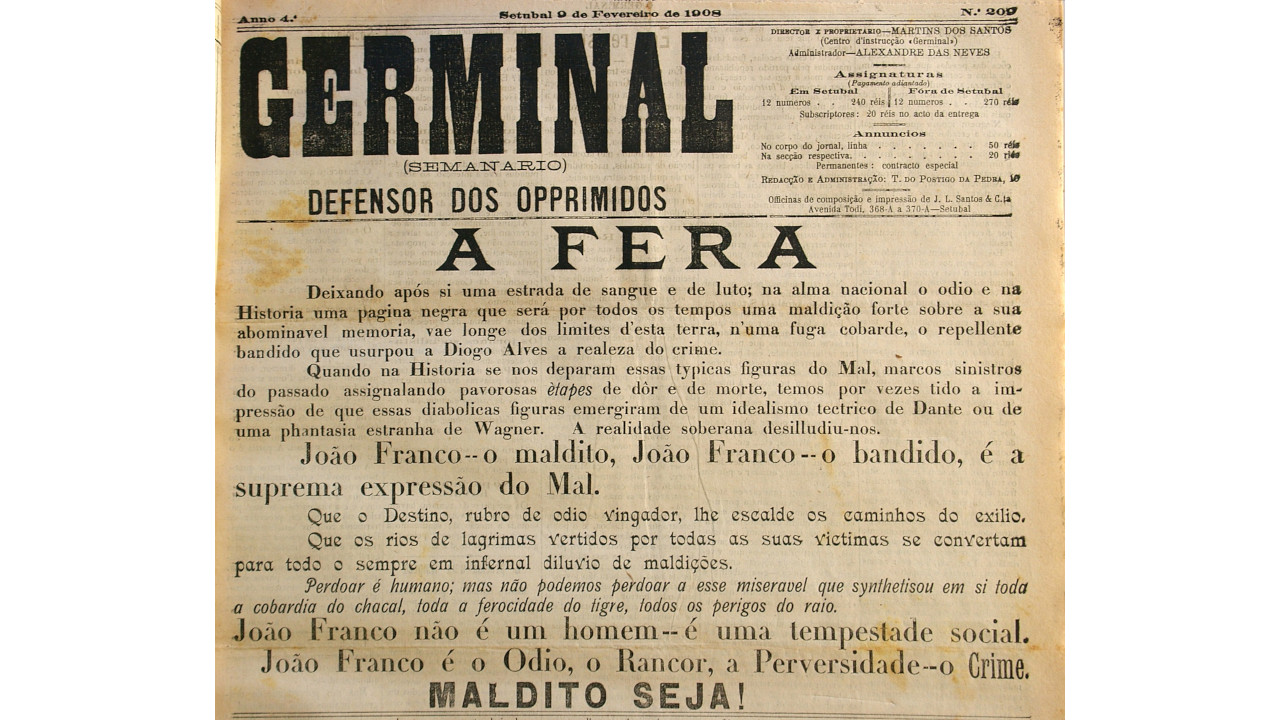 Anno 4.º
Setubal 9 de Fevereiro de 1908
N.º 209
GERMINAL
(SEMANARIO)
DEFENSOR DOS OPPRIMIDOS
DIRECTOR E PROPRIETARIO—MARTINS DOS SANTOS
(Centro d'instrucção «Germinal»)
Administrador—ALEXANDRE DAS NEVES
Assignaturas
(Pagamento adiantado)
Em Setubal
Fóra de Setubal
12 numeros . . 240 réis
12 numeros . . 270 réis
Subscriptores: 20 réis no acto da entrega
Annuncios
No corpo do jornal, linha . . . . . . . 50 réis
Na secção respectiva. . . . . . . . . 20 réis
Permanentes: contracto especial
REDACÇÃO E ADMINISTRAÇÃO: T. DO POSTIGO DA PEDRA,
Officinas de composição e impressão de J. L. Santos & C.ta
Avenida Todi, 368-A a 370-A—Setubal
A FERA
Deixando após si uma estrada de sangue e de luto; na alma nacional o odio e na
Historia uma pagina negra que será por todos os tempos uma maldição forte sobre a sua
abominavel memoria, vae longe dos limites d'esta terra, n'uma fuga cobarde, o repellente
bandido que usurpou a Diogo Alves a realeza do crime.
Quando na Historia se nos deparam essas typicas figuras do Mal, marcos sinistros
do passado assignalando pavorosas ètapes de dôr e de morte, temos por vezes tido a im-
pressão de que essas diabolicas figuras emergiram de um idealismo tectrico de Dante ou de
uma phantasia estranha de Wagner. A realidade soberana desilludiu-nos.
João Franco--o maldito, João Franco--o bandido, é a
suprema expressão do Mal.
Que o Destino, rubro de odio vingador, lhe escalde os caminhos do exilio.
Que os rios de lagrimas vertidos por todas as suas victimas se convertam
para todo o sempre em infernal diluvio de maldições.
Perdoar é humano; mas não podemos perdoar a esse miseravel que synthetisou em si toda
a cobardia do chacal, toda a ferocidade do tigre, todos os perigos do raio.
João Franco não é um homem--é uma tempestade social.
João Franco é o Odio, o Rancor, a Perversidade--o Crime.
MALDITO SEJA!